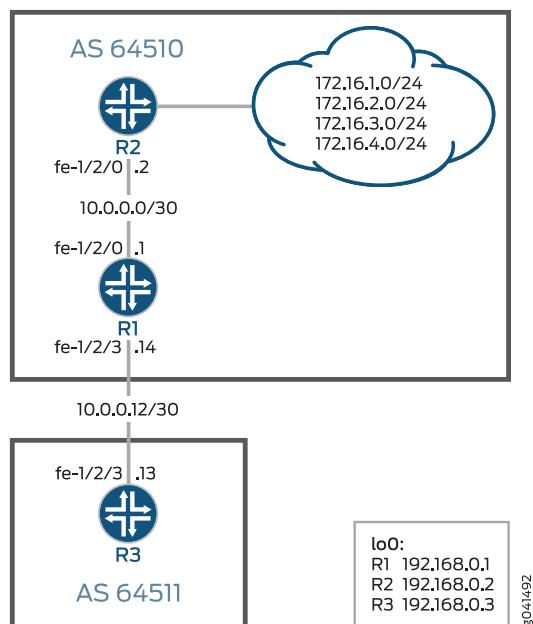 AS 64510
172.16.1.0/24
172.16.2.0/24
172.16.3.0/24
172.16.4.0/24
R2
fe-1/2/0 .2
10.0.0.0/30
fe-1/2/0 .1
R1
fe-1/2/3 .14
10.0.0.12/30
fe-1/2/3 .13
R3
AS 64511
lo0:
R1 192.168.0.1
R2 192.168.0.2
R3 192.168.0.3
g041492